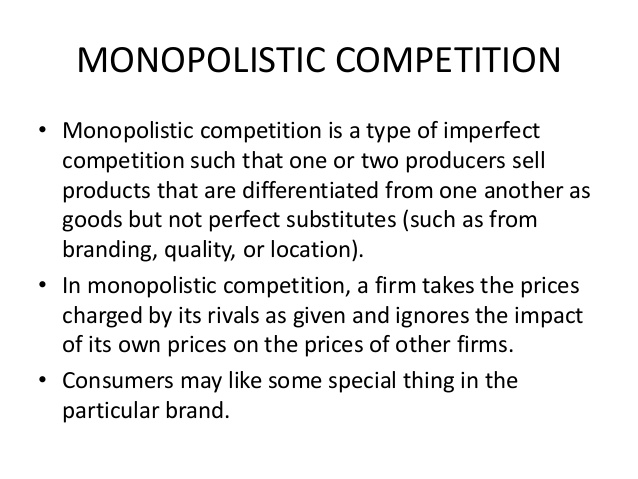 MONOPOLISTIC COMPETITION
• Monopolistic competition is a type of imperfect
competition such that one or two producers sell
products that are differentiated from one another as
goods but not perfect substitutes (such as from
branding, quality, or location).
• In monopolistic competition, a firm takes the prices
charged by its rivals as given and ignores the impact
of its own prices on the prices of other firms.
• Consumers may like some special thing in the
particular brand.